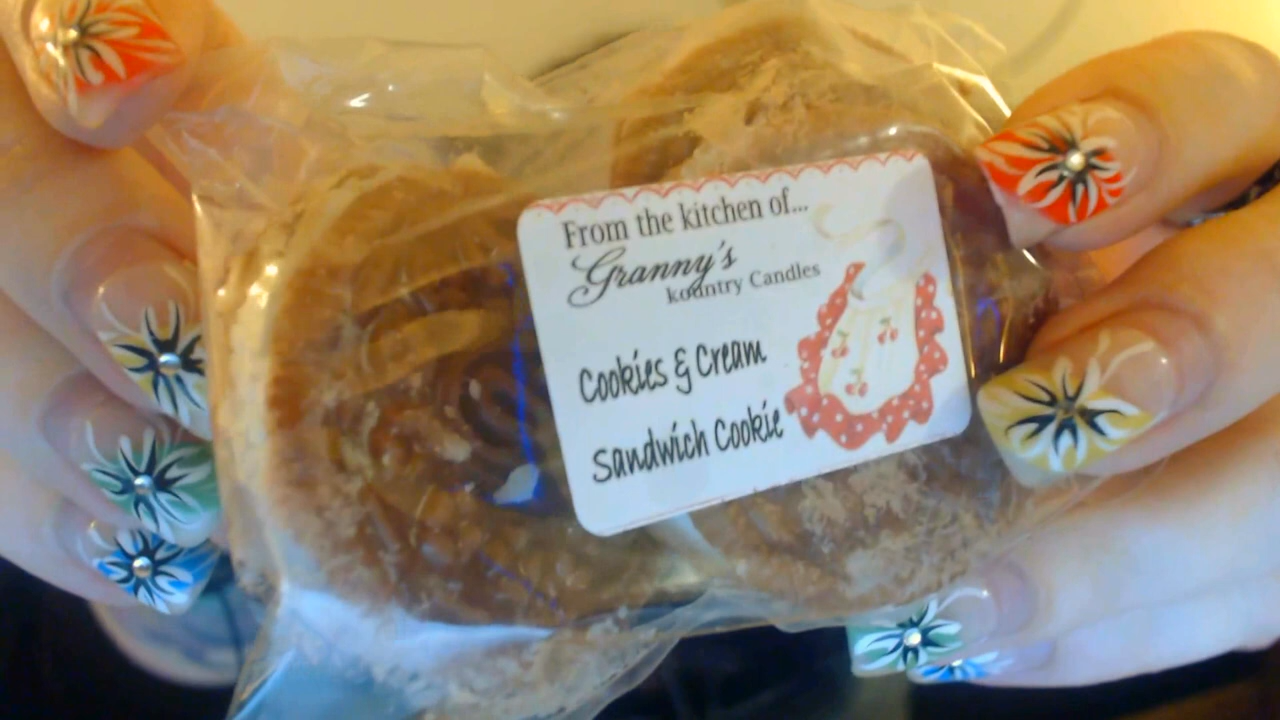 From the kitchen of...
Granny's
kountry Candles
Cookies & Cream
Sandwich Cookie